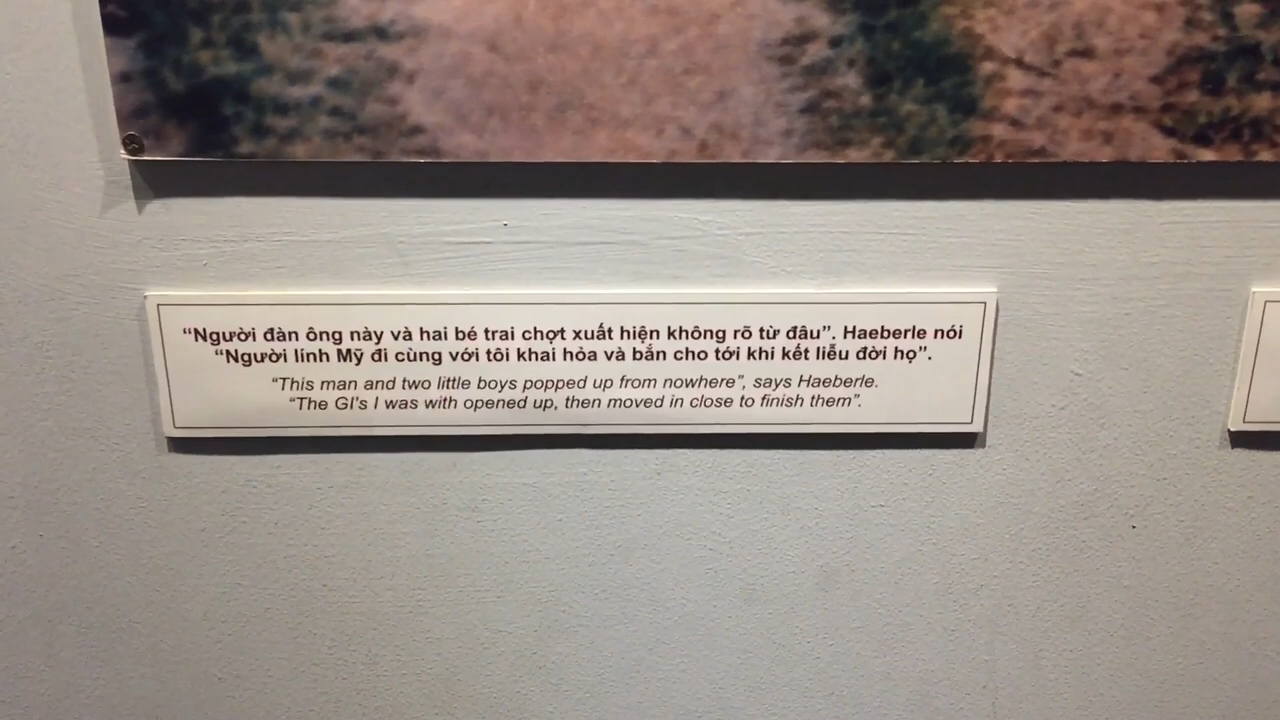 “Người đàn ông này và hai bé trai chợt xuất hiện không rõ từ đâu”. Haeberle nói
“Người lính Mỹ đi cùng với tôi khai hỏa và bắn cho tới khi kết liễu đời họ”.
“This man and two little boys popped up from nowhere”, says Haeberle.
“The GI's I was with opened up, then moved in close to finish them”.